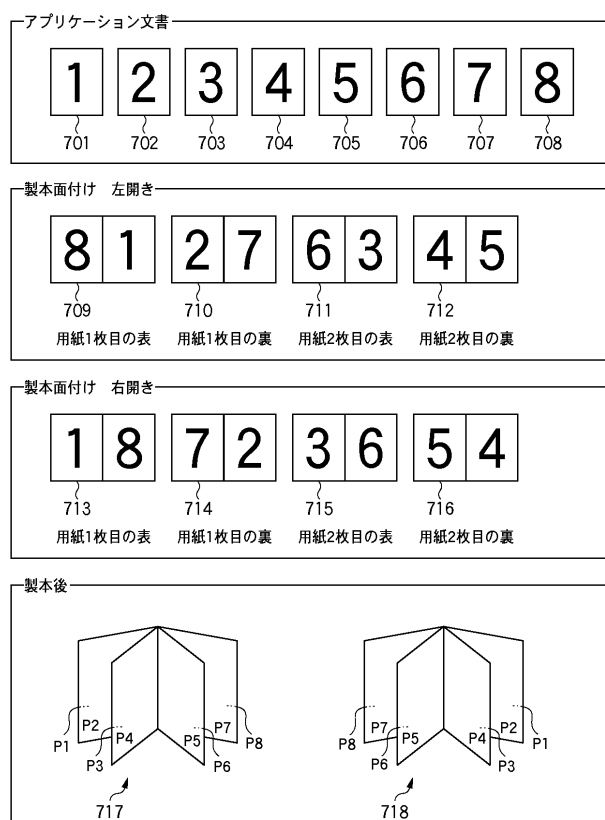 アプリケーション文書
1 2 3 4 5 6 7 8
701 702 703 704 705 706 707 708
製本面付け 左開き
8 1 2 7 6 3 4 5
709 710 711 712
用紙1枚目の表 用紙1枚目の裏 用紙2枚目の表 用紙2枚目の裏
製本面付け 右開き
1 8 7 2 3 6 5 4
713 714 715 716
用紙1枚目の表 用紙1枚目の裏 用紙2枚目の表 用紙2枚目の裏
製本後
P2 P7 P7 P2
P1 P4 P5 P8 P8 P5 P4 P1
P3 P6 P6 P3
717 718